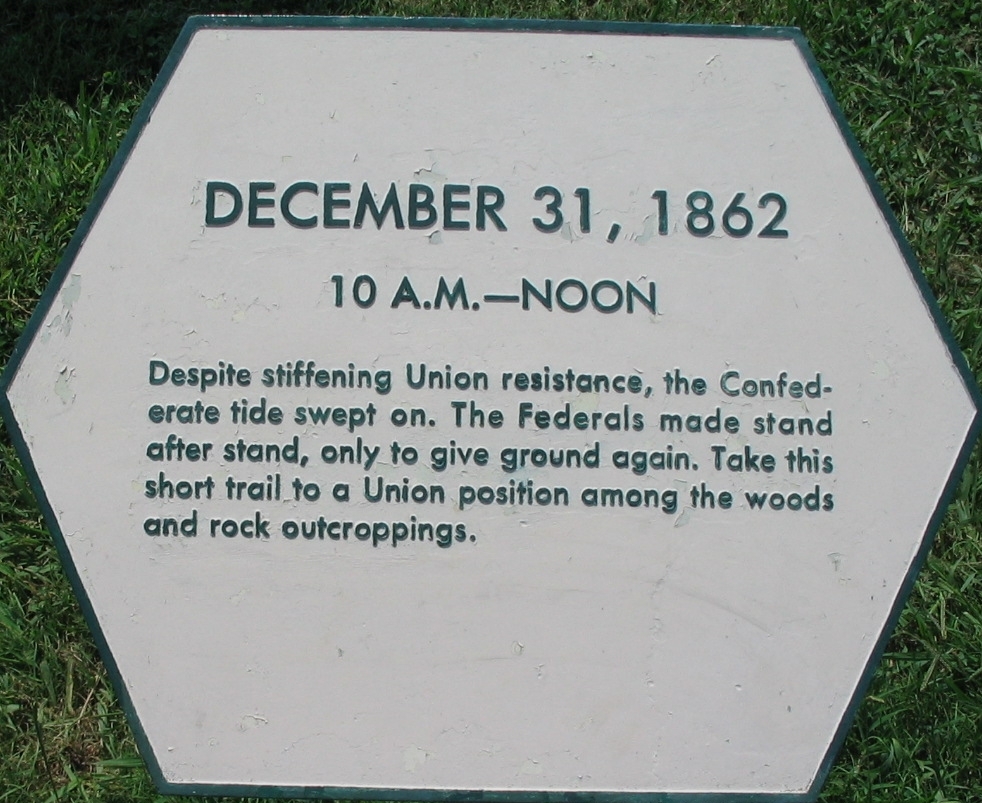 DECEMBER 31, 1862
10 A.M.—NOON
Despite stiffening Union resistance, the Confed-
erate tide swept on. The Federals made stand
after stand, only to give ground again. Take this
short trail to a Union position among the woods
and rock outcroppings.